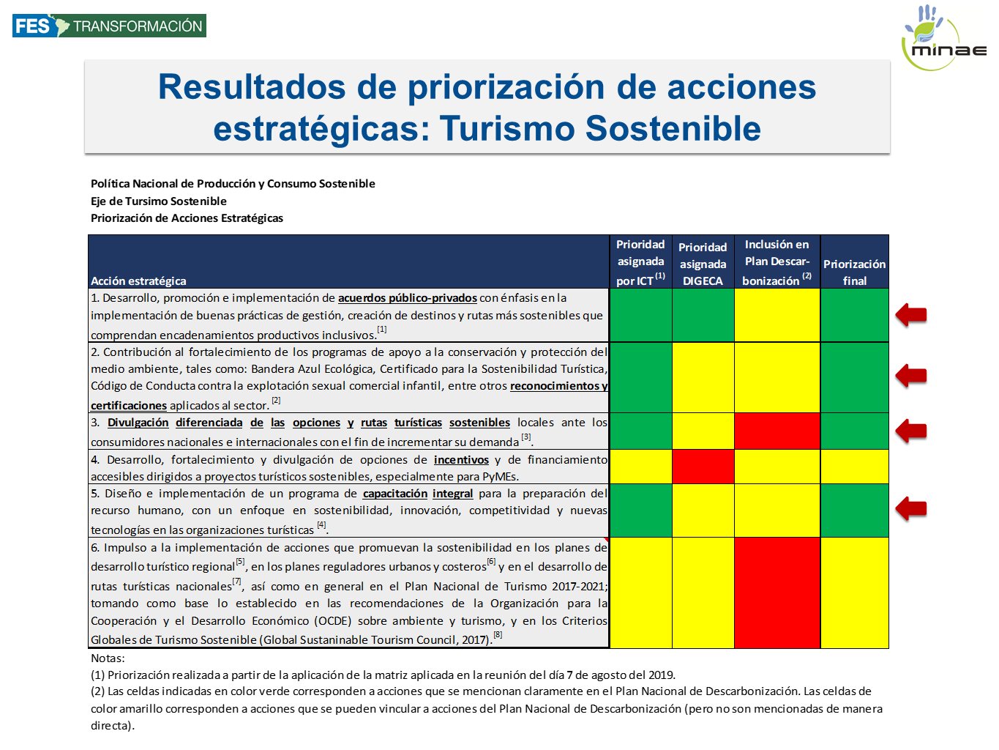 FES TRANSFORMACIÓN
minae
Resultados de priorización de acciones
estratégicas: Turismo Sostenible
Política Nacional de Producción y Consumo Sostenible
Eje de Tursimo Sostenible
Priorización de Acciones Estratégicas
Acción estratégica
Prioridad
asignada
por ICT (1)
Prioridad
asignada
DIGECA
Inclusión en
Plan Descar-
bonización (2)
Priorización
final
1. Desarrollo, promoción e implementación de acuerdos público-privados con énfasis en la
implementación de buenas prácticas de gestión, creación de destinos y rutas más sostenibles que
comprendan encadenamientos productivos inclusivos.[1]
2. Contribución al fortalecimiento de los programas de apoyo a la conservación y protección del
medio ambiente, tales como: Bandera Azul Ecológica, Certificado para la Sostenibilidad Turística,
Código de Conducta contra la explotación sexual comercial infantil, entre otros reconocimientos y
certificaciones aplicados al sector. [2]
3. Divulgación diferenciada de las opciones y rutas turísticas sostenibles locales ante los
consumidores nacionales e internacionales con el fin de incrementar su demanda [3].
4. Desarrollo, fortalecimiento y divulgación de opciones de incentivos y de financiamiento
accesibles dirigidos a proyectos turísticos sostenibles, especialmente para PyMEs.
5. Diseño e implementación de un programa de capacitación integral para la preparación del
recurso humano, con un enfoque en sostenibilidad, innovación, competitividad y nuevas
tecnologías en las organizaciones turísticas [4].
6. Impulso a la implementación de acciones que promuevan la sostenibilidad en los planes de
desarrollo turístico regional[5], en los planes reguladores urbanos y costeros[6] y en el desarrollo de
rutas turísticas nacionales[7], así como en general en el Plan Nacional de Turismo 2017-2021;
tomando como base lo establecido en las recomendaciones de la Organización para la
Cooperación y el Desarrollo Económico (OCDE) sobre ambiente y turismo, y en los Criterios
Globales de Turismo Sostenible (Global Sustaninable Tourism Council, 2017).[8]
Notas:
(1) Priorización realizada a partir de la aplicación de la matriz aplicada en la reunión del día 7 de agosto del 2019.
(2) Las celdas indicadas en color verde corresponden a acciones que se mencionan claramente en el Plan Nacional de Descarbonización. Las celdas de
color amarillo corresponden a acciones que se pueden vincular a acciones del Plan Nacional de Descarbonización (pero no son mencionadas de manera
directa).